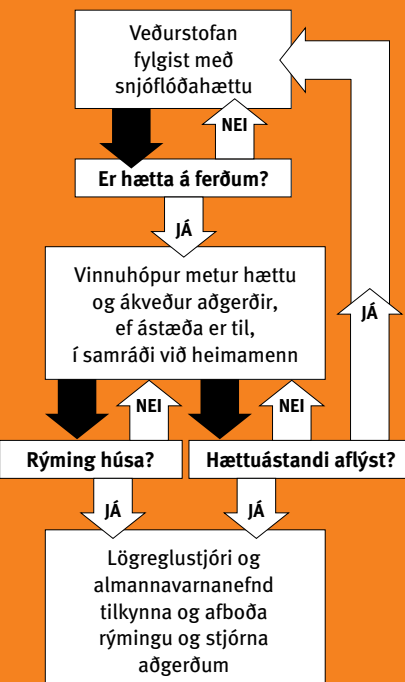 Veðurstofan
fylgist með
snjóflóðahættu
NEI
Er hætta á ferðum?
JÁ
Vinnuhópur metur hættu
og ákveður aðgerðir,
ef ástæða er til,
í samráði við heimamenn
JÁ
NEI
NEI
Rýming húsa?
Hættuástandi aflýst?
JÁ
JÁ
Lögreglustjóri og
almannavarnanefnd
tilkynna og afboða
rýmingu og stjórna
aðgerðum